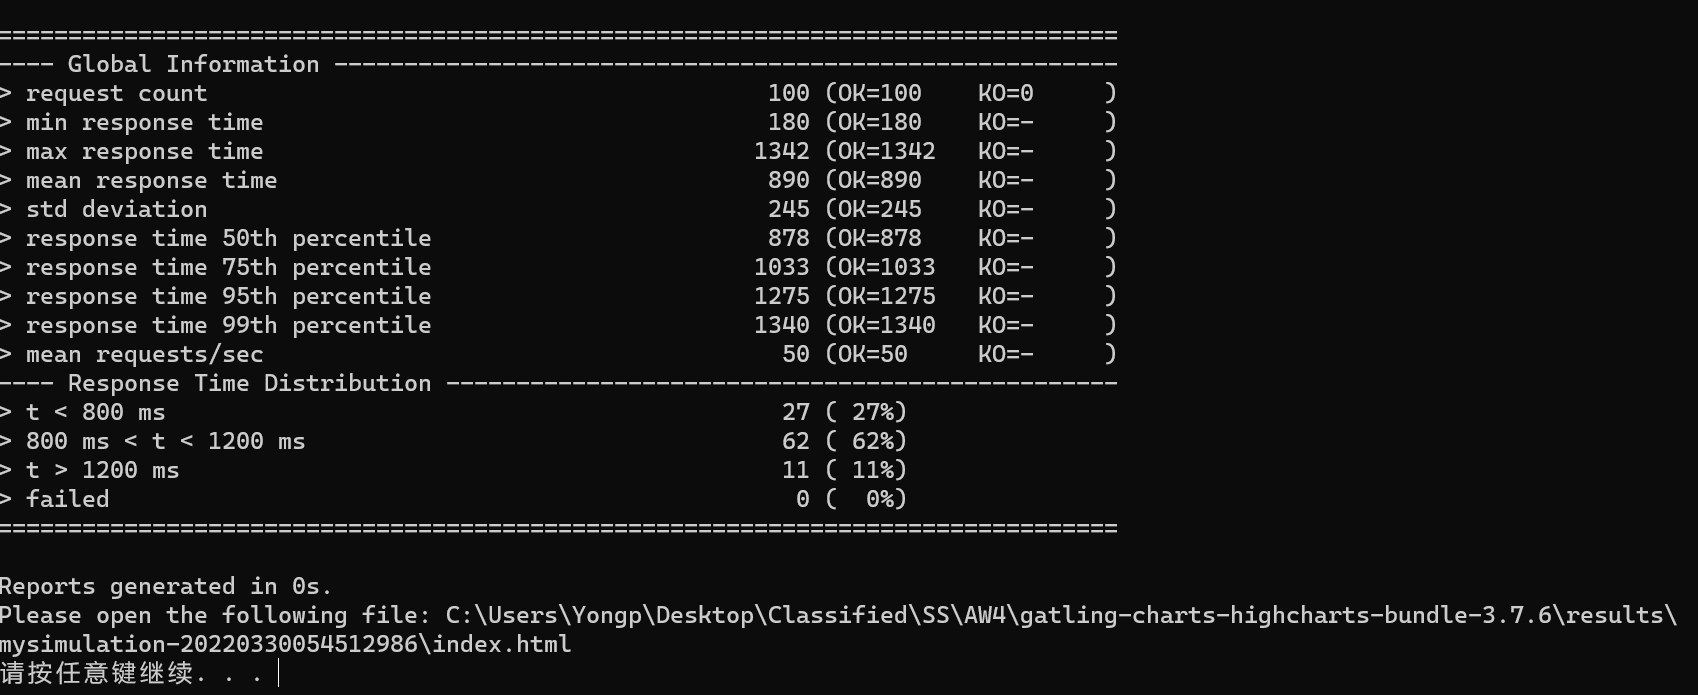 ================================================================================
---- Global Information --------------------------------------------------------
> request count                                        100 (OK=100    KO=0     )
> min response time                                    180 (OK=180    KO=-     )
> max response time                                   1342 (OK=1342   KO=-     )
> mean response time                                   890 (OK=890    KO=-     )
> std deviation                                        245 (OK=245    KO=-     )
> response time 50th percentile                        878 (OK=878    KO=-     )
> response time 75th percentile                       1033 (OK=1033   KO=-     )
> response time 95th percentile                       1275 (OK=1275   KO=-     )
> response time 99th percentile                       1340 (OK=1340   KO=-     )
> mean requests/sec                                     50 (OK=50     KO=-     )
---- Response Time Distribution ------------------------------------------------
> t < 800 ms                                            27 ( 27%)
> 800 ms < t < 1200 ms                                  62 ( 62%)
> t > 1200 ms                                           11 ( 11%)
> failed                                                 0 (  0%)
================================================================================
Reports generated in 0s.
Please open the following file: C:\Users\Yongp\Desktop\Classified\SS\AW4\gatling-charts-highcharts-bundle-3.7.6\results\
mysimulation-20220330054512986\index.html
请按任意键继续. . .